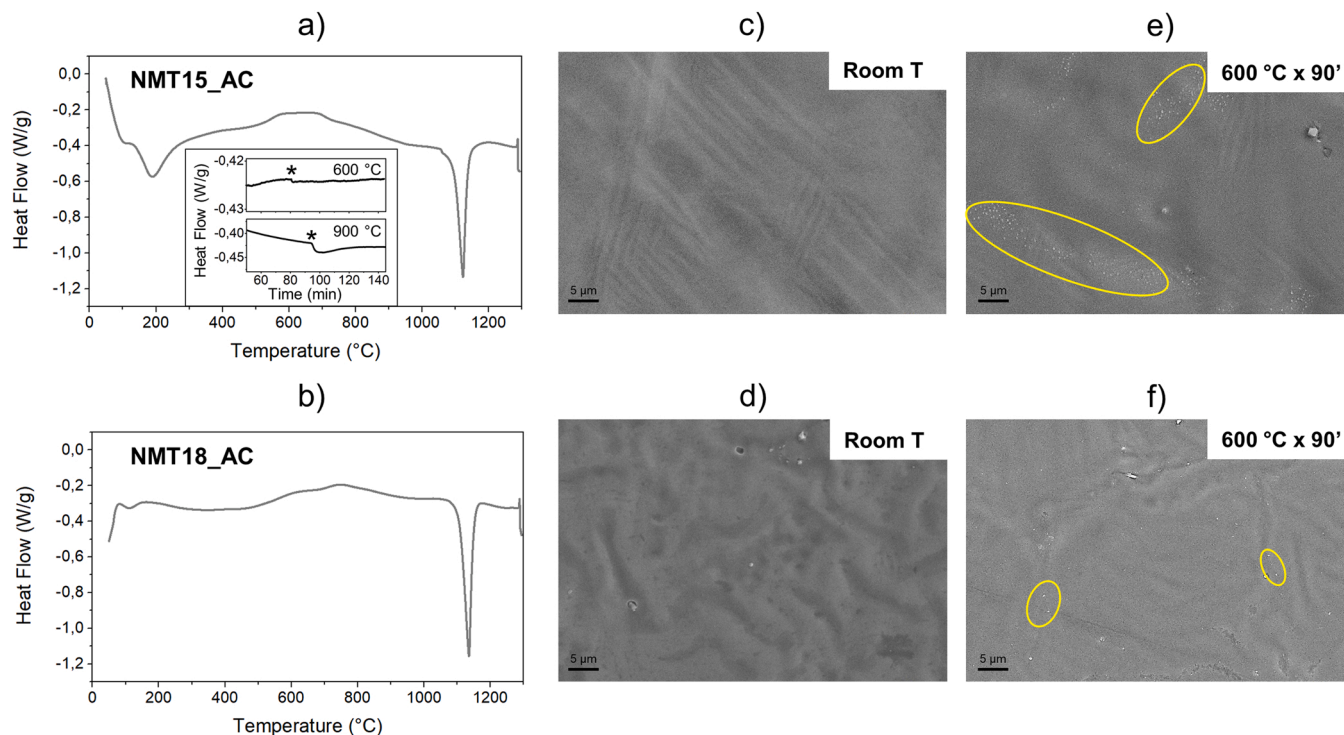 a)
NMT15_AC
Heat Flow (W/g)
0,0
-0,2
-0,4
-0,6
-0,8
-1,0
-1,2
0 200 400 600 800 1000 1200
Temperature (°C)
Heat Flow (W/g)
-0,42
-0,43
* 600 °C
-0,40
-0,45
* 900 °C
60 80 100 120 140
Time (min)
c)
Room T
5 µm
e)
600 °C x 90’
5 µm
b)
NMT18_AC
Heat Flow (W/g)
0,0
-0,2
-0,4
-0,6
-0,8
-1,0
-1,2
0 200 400 600 800 1000 1200
Temperature (°C)
d)
Room T
5 µm
f)
600 °C x 90’
5 µm